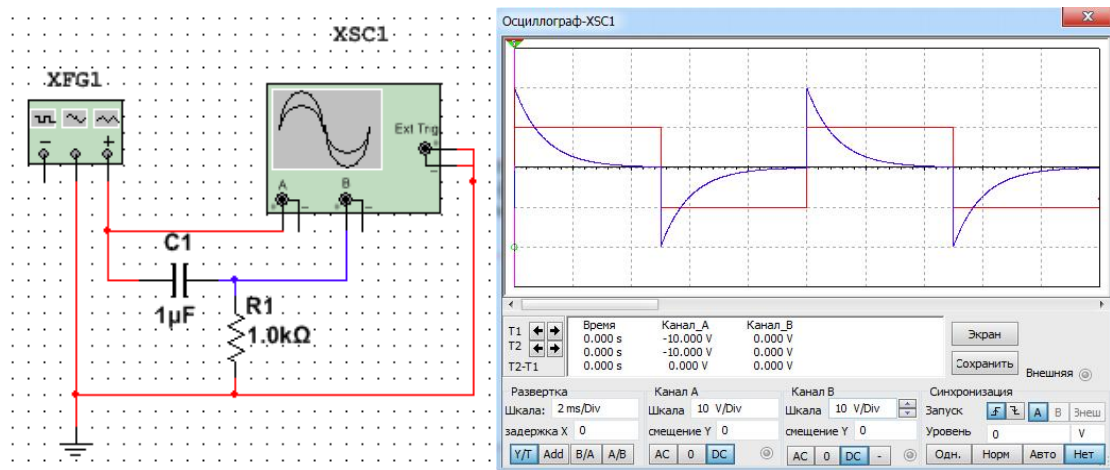 XSC1
XFG1
Ext Trig
A
B
C1
1µF
R1
1.0kΩ
Осциллограф-XSC1
T1
T2
T2-T1
Время Канал_A Канал_B
0.000 s -10.000 V 0.000 V
0.000 s -10.000 V 0.000 V
0.000 s 0.000 V 0.000 V
Экран
Сохранить
Внешняя
Развертка
Шкала: 2 ms/Div
задержка X 0
Y/T Add B/A A/B
Канал A
Шкала 10 V/Div
смещение Y 0
AC 0 DC
Канал B
Шкала 10 V/Div
смещение Y 0
AC 0 DC -
Синхронизация
Запуск A B Внеш
Уровень 0 V
Одн. Норм Авто Нет